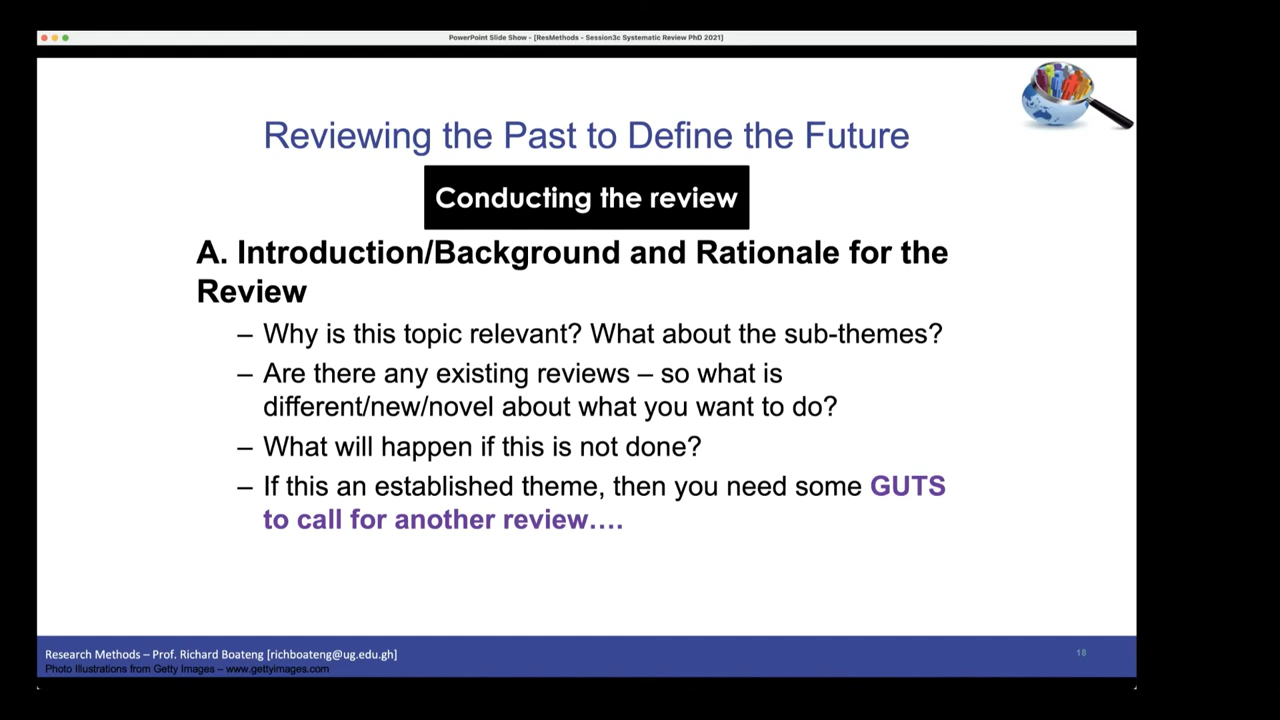 PowerPoint Slide Show - [ResMethods - Session3c Systematic Review PhD 2021]
Reviewing the Past to Define the Future
Conducting the review
A. Introduction/Background and Rationale for the
Review
– Why is this topic relevant? What about the sub-themes?
– Are there any existing reviews – so what is
different/new/novel about what you want to do?
– What will happen if this is not done?
– If this an established theme, then you need some GUTS
to call for another review….
Research Methods – Prof. Richard Boateng [richboateng@ug.edu.gh]
18
Photo Illustrations from Getty Images – www.gettyimages.com